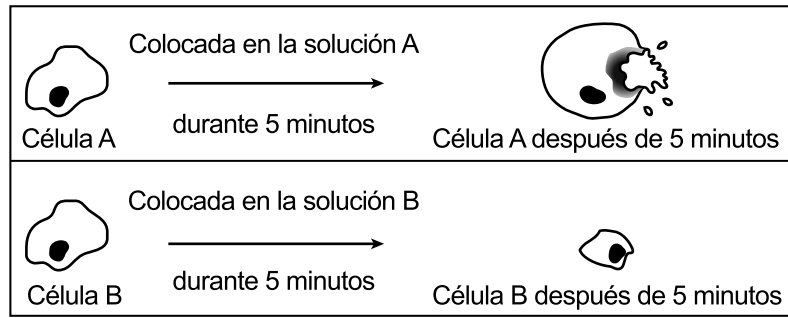 Colocada en la solución A
durante 5 minutos
Célula A
Célula A después de 5 minutos
Colocada en la solución B
durante 5 minutos
Célula B
Célula B después de 5 minutos